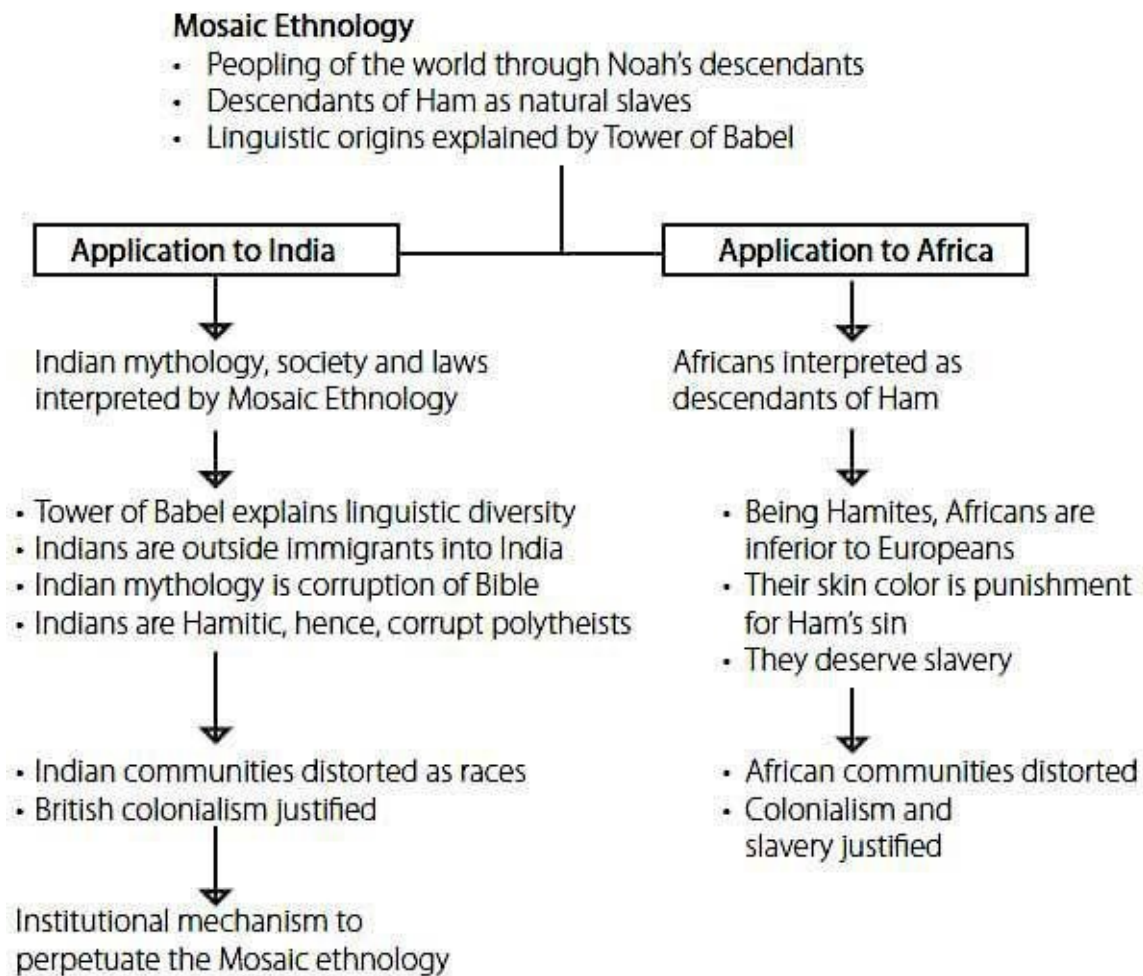 Mosaic Ethnology
• Peopling of the world through Noah's descendants
• Descendants of Ham as natural slaves
• Linguistic origins explained by Tower of Babel
Application to India
Application to Africa
Indian mythology, society and laws
interpreted by Mosaic Ethnology
Africans interpreted as
descendants of Ham
• Tower of Babel explains linguistic diversity
• Indians are outside immigrants into India
• Indian mythology is corruption of Bible
• Indians are Hamitic, hence, corrupt polytheists
• Being Hamites, Africans are
inferior to Europeans
• Their skin color is punishment
for Ham's sin
• They deserve slavery
• Indian communities distorted as races
• British colonialism justified
• African communities distorted
• Colonialism and
slavery justified
Institutional mechanism to
perpetuate the Mosaic ethnology